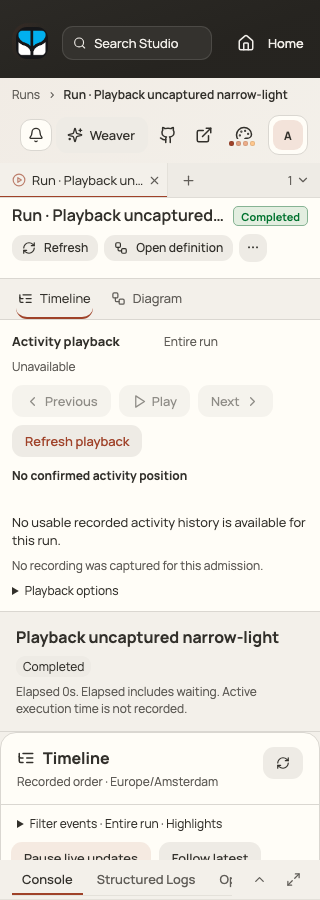 Search Studio
Home
Runs › Run · Playback uncaptured narrow-light
Weaver
A
Run · Playback un...
1
Run · Playback uncaptured...
Completed
Refresh
Open definition
...
Timeline
Diagram
Activity playback
Entire run
Unavailable
Previous
Play
Next
Refresh playback
No confirmed activity position
No usable recorded activity history is available for
this run.
No recording was captured for this admission.
Playback options
Playback uncaptured narrow-light
Completed
Elapsed 0s. Elapsed includes waiting. Active
execution time is not recorded.
Timeline
Recorded order · Europe/Amsterdam
Filter events · Entire run · Highlights
Pause live updates
Follow latest
Console
Structured Logs